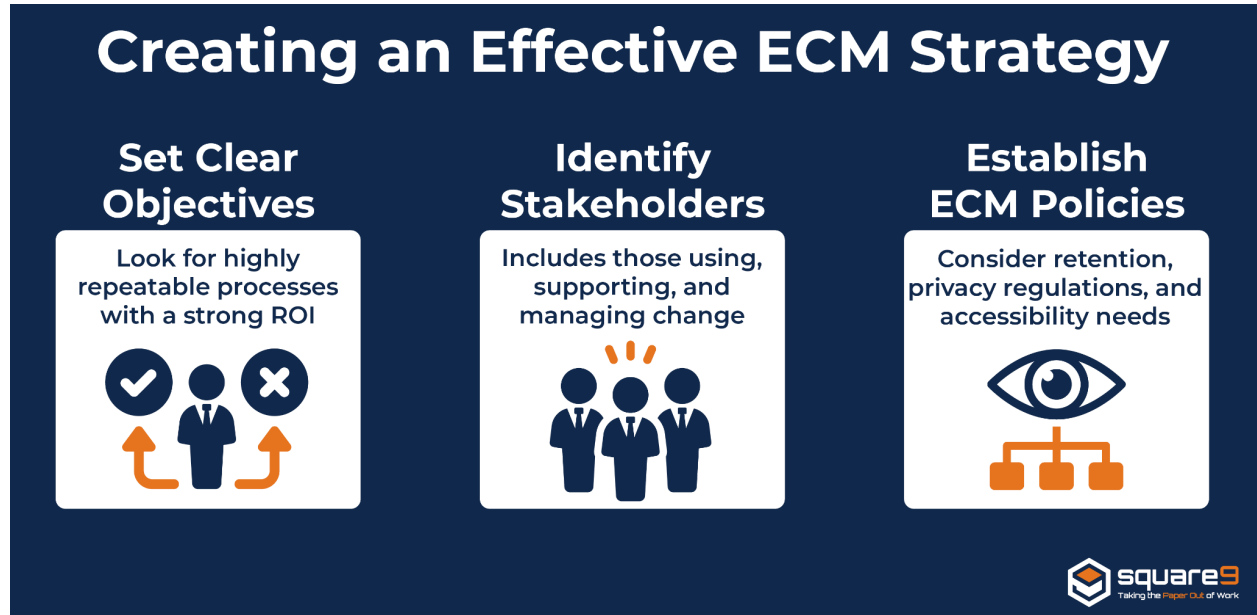 Creating an Effective ECM Strategy
Set Clear
Objectives
Look for highly
repeatable processes
with a strong ROI
Identify
Stakeholders
Includes those using,
supporting, and
managing change
Establish
ECM Policies
Consider retention,
privacy regulations, and
accessibility needs
square9
Taking the Paper Out of Work